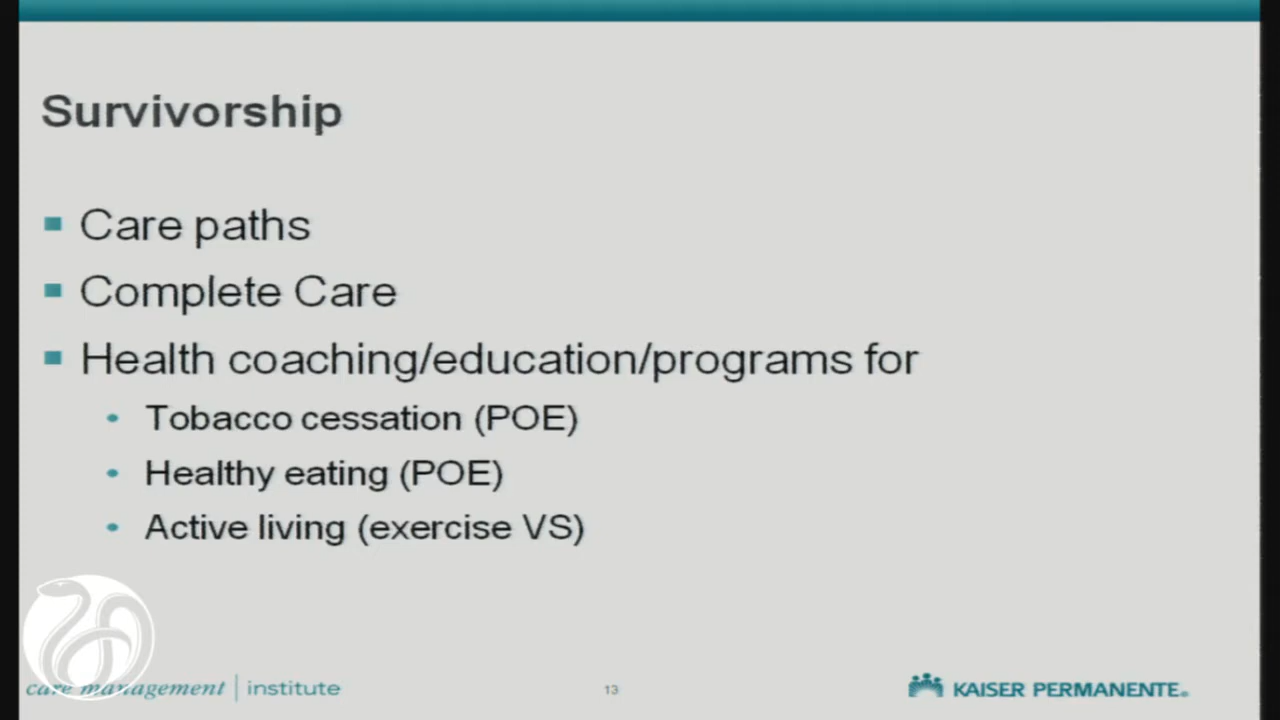 Survivorship
Care paths
Complete Care
Health coaching/education/programs for
Tobacco cessation (POE)
Healthy eating (POE)
Active living (exercise VS)
care management institute
13
KAISER PERMANENTE®